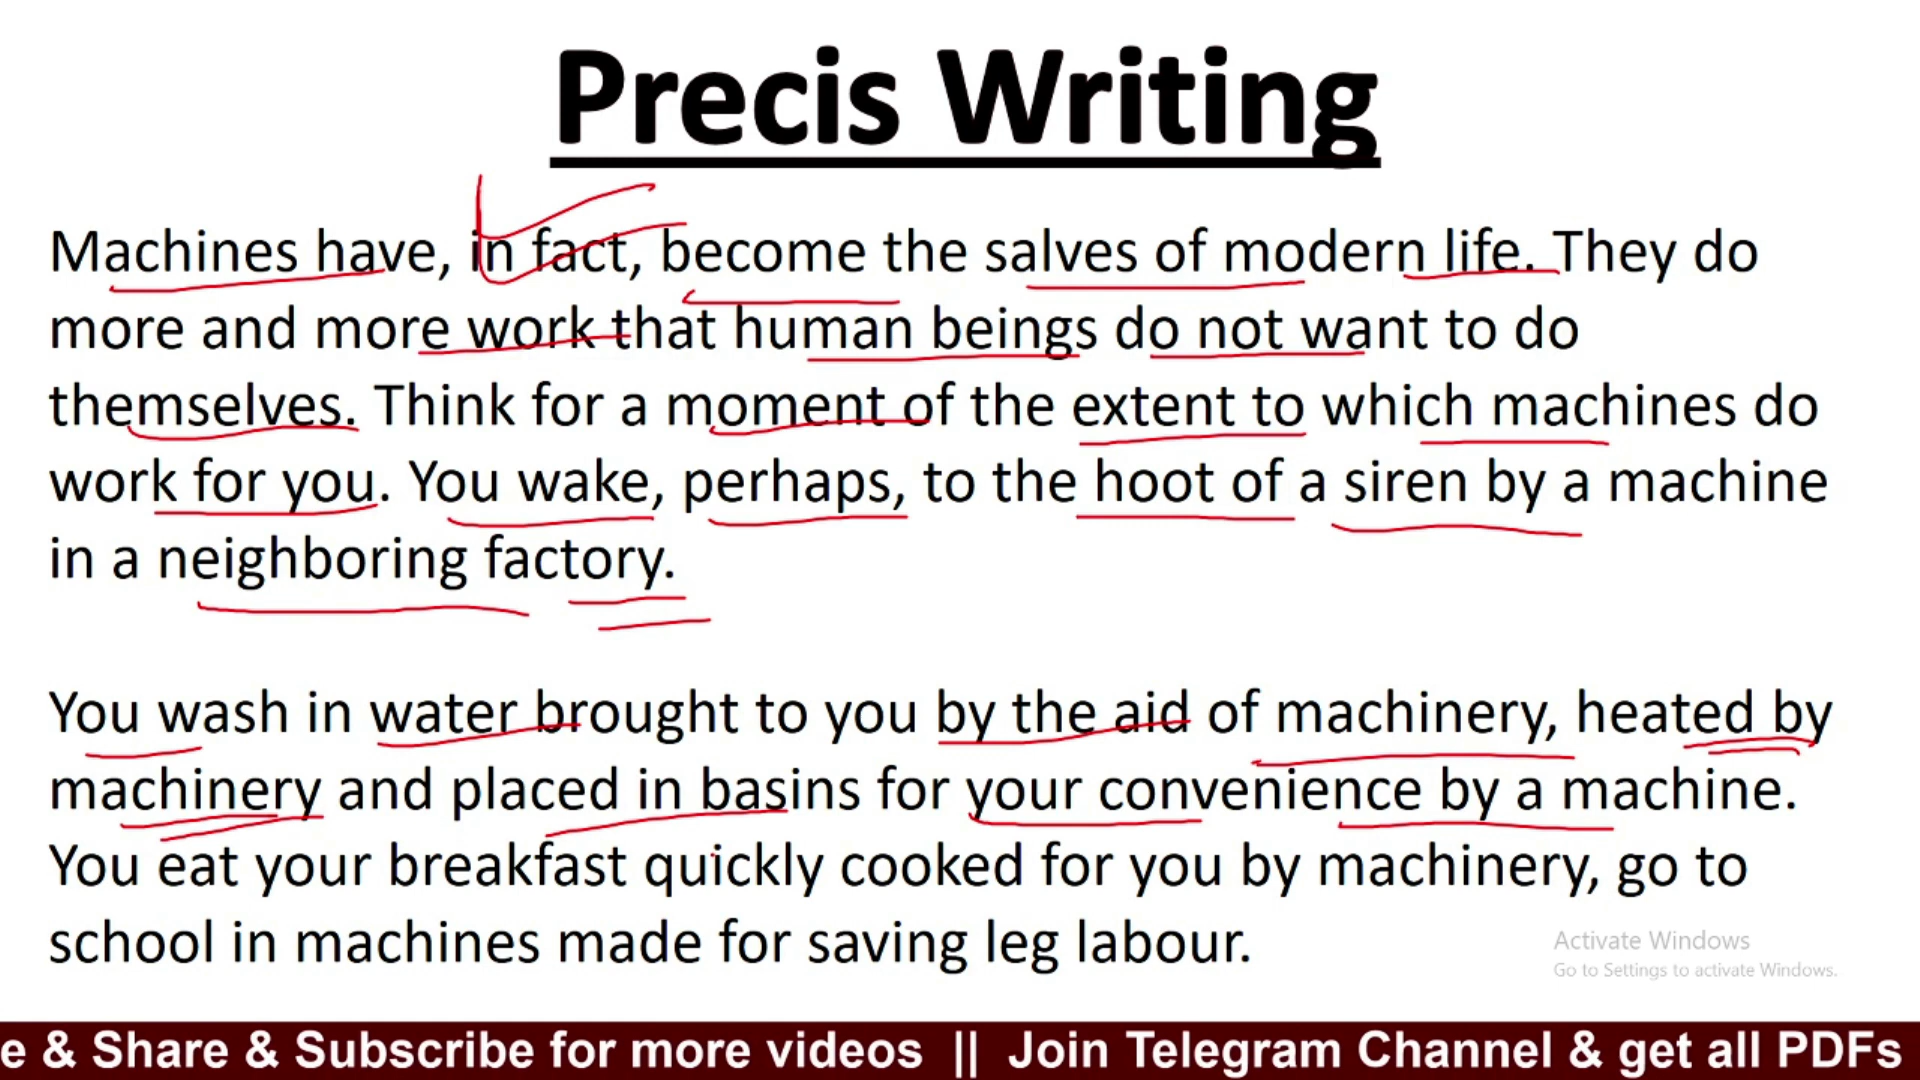 Precis Writing
Machines have, in fact, become the salves of modern life. They do
more and more work that human beings do not want to do
themselves. Think for a moment of the extent to which machines do
work for you. You wake, perhaps, to the hoot of a siren by a machine
in a neighboring factory.
You wash in water brought to you by the aid of machinery, heated by
machinery and placed in basins for your convenience by a machine.
You eat your breakfast quickly cooked for you by machinery, go to
school in machines made for saving leg labour.
Activate Windows
Go to Settings to activate Windows.
e & Share & Subscribe for more videos || Join Telegram Channel & get all PDFs